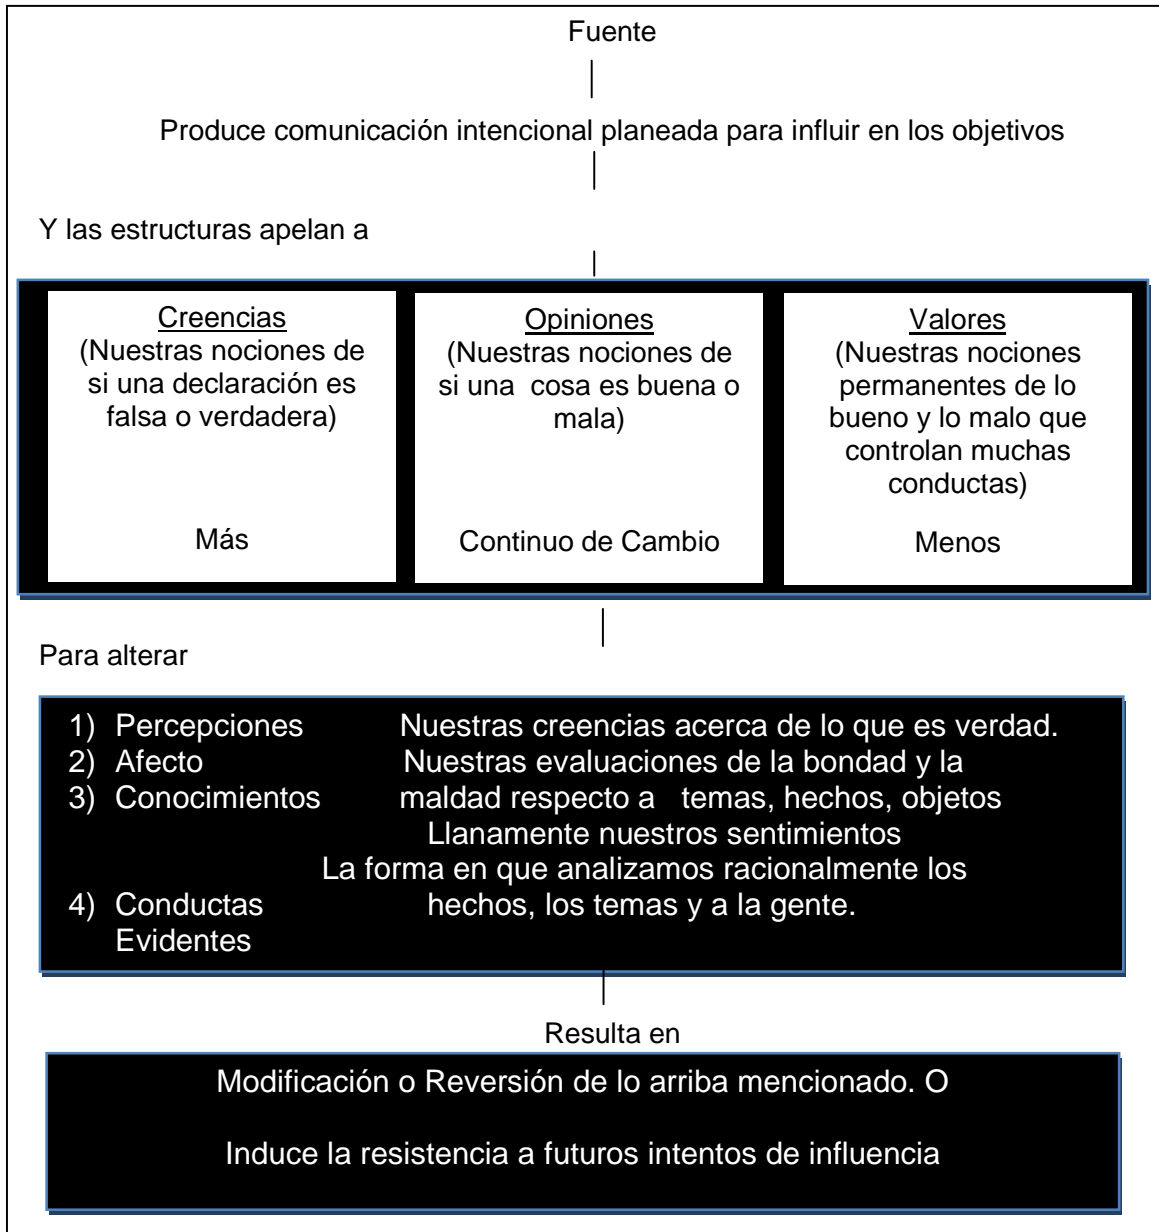 Fuente
Produce comunicación intencional planeada para influir en los objetivos
Y las estructuras apelan a
Creencias
(Nuestras nociones de
si una declaración es
falsa o verdadera)
Más
Opiniones
(Nuestras nociones de
si una cosa es buena o
mala)
Continuo de Cambio
Valores
(Nuestras nociones
permanentes de lo
bueno y lo malo que
controlan muchas
conductas)
Menos
Para alterar
1) Percepciones Nuestras creencias acerca de lo que es verdad.
2) Afecto Nuestras evaluaciones de la bondad y la
3) Conocimientos maldad respecto a temas, hechos, objetos
Llanamente nuestros sentimientos
La forma en que analizamos racionalmente los
4) Conductas hechos, los temas y a la gente.
Evidentes
Resulta en
Modificación o Reversión de lo arriba mencionado. O
Induce la resistencia a futuros intentos de influencia